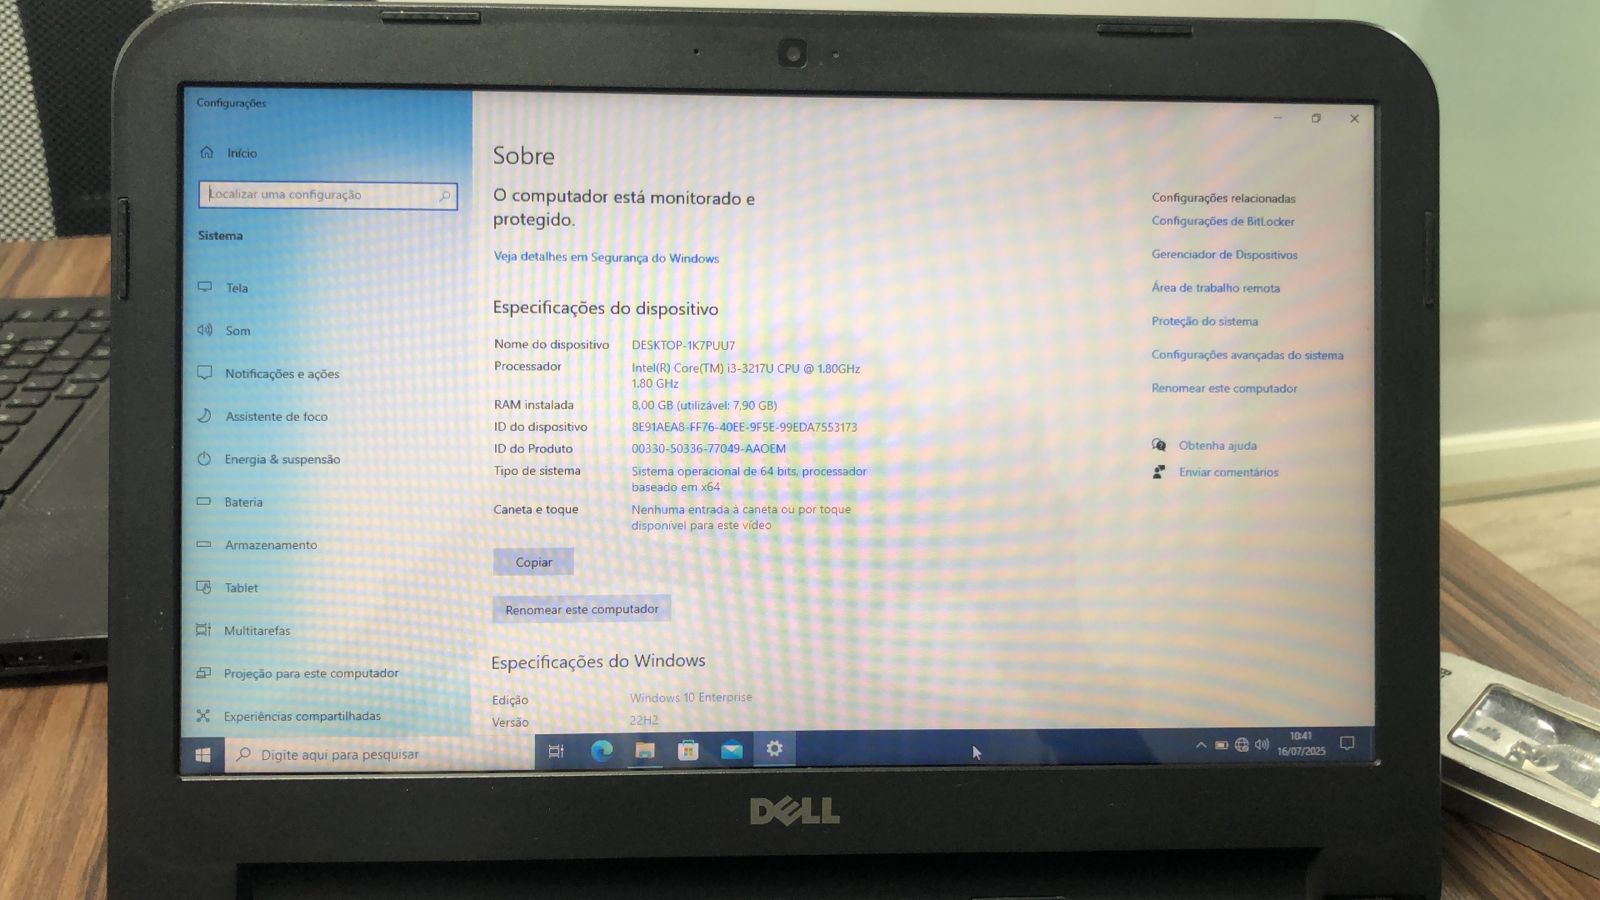 Configurações
Início
Localizar uma configuração
Sistema
Tela
Som
Notificações e ações
Assistente de foco
Energia & suspensão
Bateria
Armazenamento
Tablet
Multitarefas
Projeção para este computador
Experiências compartilhadas
Sobre
O computador está monitorado e
protegido.
Veja detalhes em Segurança do Windows
Especificações do dispositivo
Nome do dispositivo DESKTOP-1K7PUU7
Processador Intel(R) Core(TM) i3-3217U CPU @ 1.80GHz
1.80 GHz
RAM instalada 8,00 GB (utilizável: 7,90 GB)
ID do dispositivo 8E91AEA8-FF76-40EE-9F5E-99EDA7553173
ID do Produto 00330-50336-77049-AAOEM
Tipo de sistema Sistema operacional de 64 bits, processador
baseado em x64
Caneta e toque Nenhuma entrada à caneta ou por toque
disponível para este vídeo
Copiar
Renomear este computador
Especificações do Windows
Edição Windows 10 Enterprise
Versão 22H2
Configurações relacionadas
Configurações de BitLocker
Gerenciador de Dispositivos
Área de trabalho remota
Proteção do sistema
Configurações avançadas do sistema
Renomear este computador
Obtenha ajuda
Enviar comentários
Digite aqui para pesquisar
10:41
16/07/2025
DELL